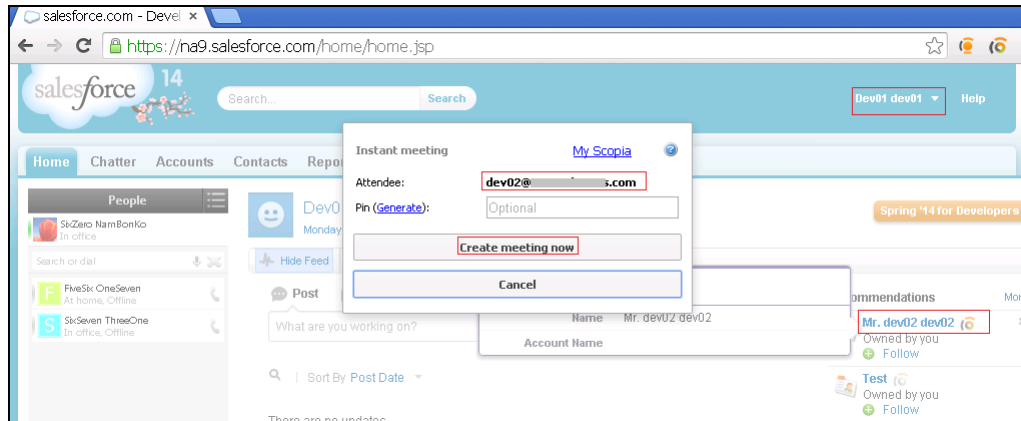 salesforce.com - Devel ×
https://na9.salesforce.com/home/home.jsp
salesforce
14
Search...
Search
Dev01 dev01
Help
Home
Chatter
Accounts
Contacts
Repo
Instant meeting
My Scopia
?
Attendee:
dev02@
s.com
Pin (Generate):
Optional
Create meeting now
Cancel
People
SixZero NamBonKo
In office
Search or dial
F
FiveSix OneSeven
At home, Offline
S
SixSeven ThreeOne
In office, Offline
Dev0
Monday
Hide Feed
Post
What are you working on?
Sort By Post Date
There are no updates.
Name Mr. dev02 dev02
Account Name
Spring '14 for Developers
ommendations
Mor
Mr. dev02 dev02
Owned by you
Follow
Test
Owned by you
Follow